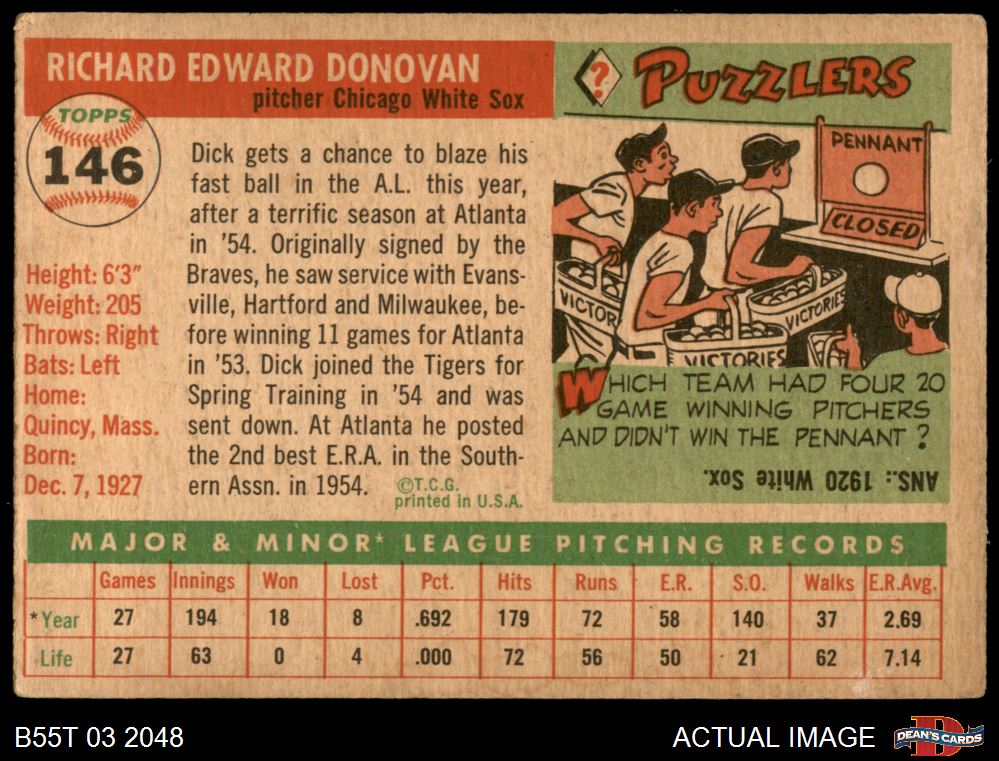 RICHARD EDWARD DONOVAN
pitcher Chicago White Sox
TOPPS
146
Height: 6'3"
Weight: 205
Throws: Right
Bats: Left
Home:
Quincy, Mass.
Born:
Dec. 7, 1927
Dick gets a chance to blaze his
fast ball in the A.L. this year,
after a terrific season at Atlanta
in '54. Originally signed by the
Braves, he saw service with Evans-
ville, Hartford and Milwaukee, be-
fore winning 11 games for Atlanta
in '53. Dick joined the Tigers for
Spring Training in '54 and was
sent down. At Atlanta he posted
the 2nd best E.R.A. in the South-
ern Assn. in 1954.
©T.C.G.
printed in U.S.A.
? PUZZLERS
PENNANT
CLOSED
VICTOR
VICTORIES
VICTORIES
WHICH TEAM HAD FOUR 20
GAME WINNING PITCHERS
AND DIDN'T WIN THE PENNANT ?
ANS.: 1920 White Sox.
MAJOR & MINOR* LEAGUE PITCHING RECORDS
Games Innings Won Lost Pct. Hits Runs E.R. S.O. Walks E.R.Avg.
*Year 27 194 18 8 .692 179 72 58 140 37 2.69
Life 27 63 0 4 .000 72 56 50 21 62 7.14
B55T 03 2048
ACTUAL IMAGE
DEAN'S CARDS